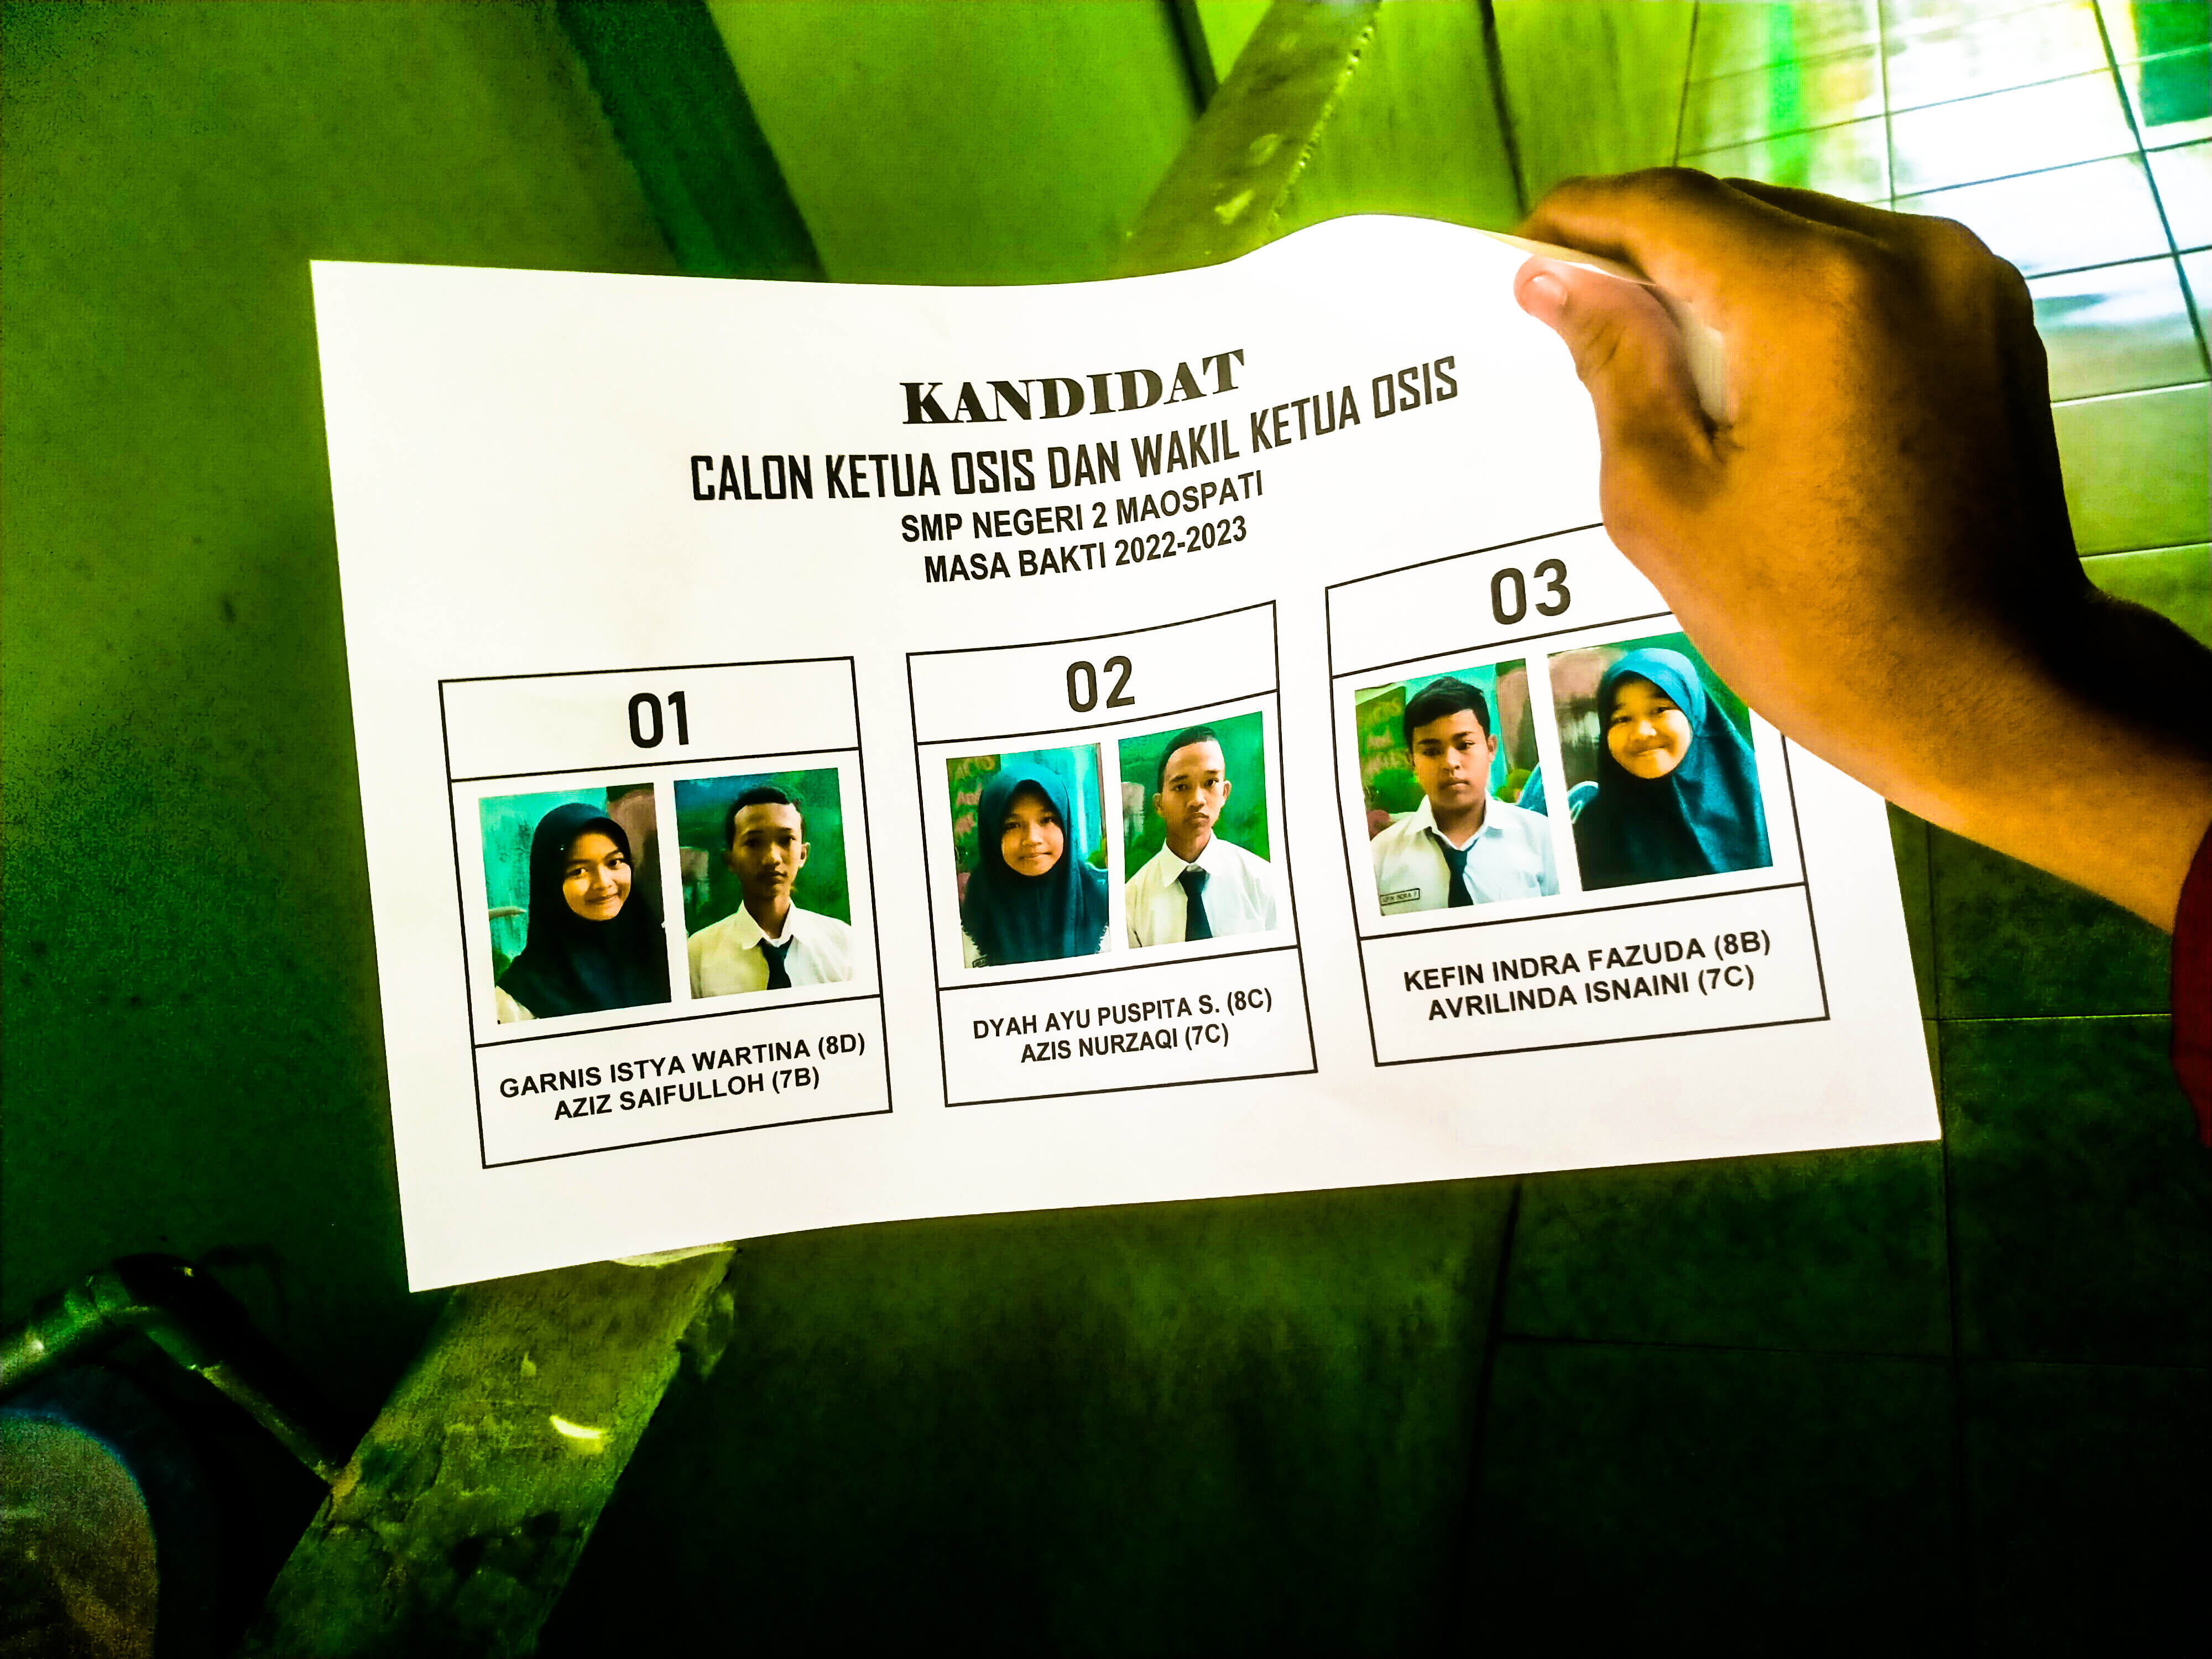 KANDIDAT
CALON KETUA OSIS DAN WAKIL KETUA OSIS
SMP NEGERI 2 MAOSPATI
MASA BAKTI 2022-2023
01
GARNIS ISTYA WARTINA (8D)
AZIZ SAIFULLOH (7B)
02
DYAH AYU PUSPITA S. (8C)
AZIS NURZAQI (7C)
03
KEFIN INDRA FAZUDA (8B)
AVRILINDA ISNAINI (7C)